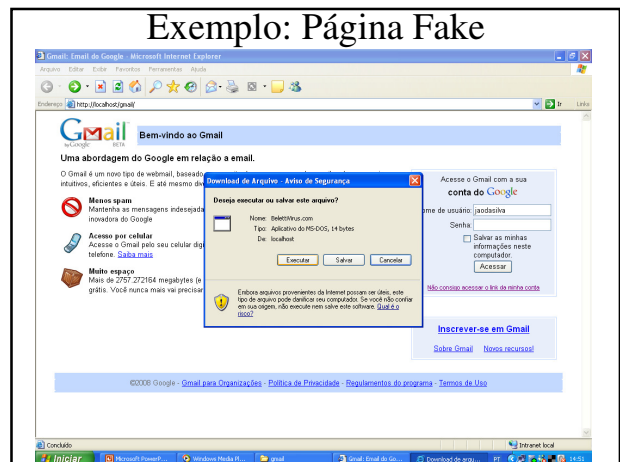 Exemplo: Página Fake
Gmail: Email do Google - Microsoft Internet Explorer
Arquivo Editar Exibir Favoritos Ferramentas Ajuda
Endereço http://localhost/gmail/ Ir Links
Gmail by Google BETA
Bem-vindo ao Gmail
Uma abordagem do Google em relação a email.
O Gmail é um novo tipo de webmail, baseado
intuitivos, eficientes e úteis. E até mesmo
Menos spam
Mantenha as mensagens indesejada
inovadora do Google
Acesso por celular
Acesse o Gmail pelo seu celular digi
telefone. Saiba mais
Muito espaço
Mais de 2757.272164 megabytes (e
grátis. Você nunca mais vai precisar
Download de Arquivo - Aviso de Segurança
Deseja executar ou salvar este arquivo?
Nome: BelettiVirus.com
Tipo: Aplicativo do MS-DOS, 14 bytes
De: localhost
Executar Salvar Cancelar
Embora arquivos provenientes da Internet possam ser úteis, este
tipo de arquivo pode danificar seu computador. Se você não confiar
em sua origem, não execute nem salve este software. Qual é o
risco?
Acesse o Gmail com a sua
conta do Google
ome de usuário: jaodasilva
Senha:
Salvar as minhas
informações neste
computador.
Acessar
Não consigo acessar o link da minha conta
Inscrever-se em Gmail
Sobre Gmail Novos recursos!
©2006 Google - Gmail para Organizações - Política de Privacidade - Regulamentos do programa - Termos de Uso
Concluído Intranet local
Iniciar Microsoft PowerP... Windows Media Pl... gmail Gmail: Email do Go... Download de arqu... PT 14:51